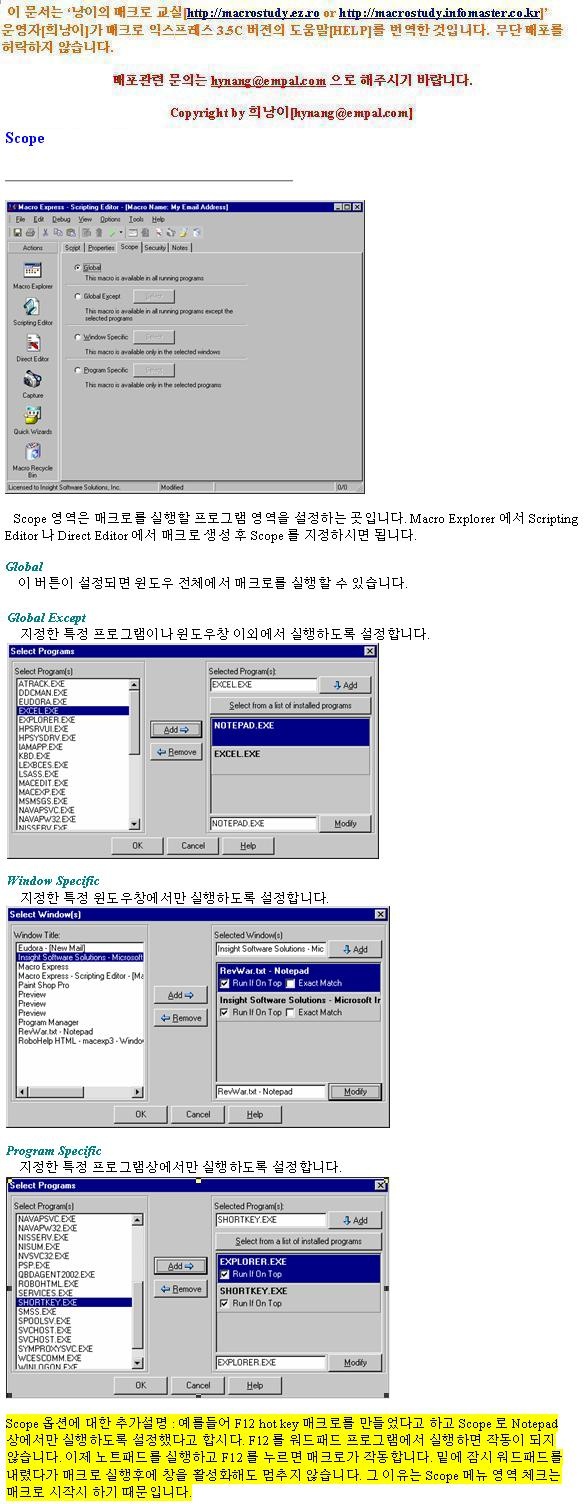 이 문서는 ‘낭이의 매크로 교실[http://macrostudy.ez.ro or http://macrostudy.infomaster.co.kr]’
운영자[희낭이]가 매크로 익스프레스 3.5C 버젼의 도움말[HELP]를 번역한 것입니다. 무단 배포를
허락하지 않습니다.
배포관련 문의는 hynang@empal.com 으로 해주시기 바랍니다.
Copyright by 희낭이[hynang@empal.com]
Scope
Macro Express - Scripting Editor - [Macro Name: My Email Address]
File Edit Debug View Options Tools Help
Actions
Script Properties Scope Security Notes
Macro Explorer
Scripting Editor
Direct Editor
Capture
Quick Wizards
Macro Recycle
Bin
Global
This macro is available in all running programs
Global Except Select
This macro is available in all running programs except the
selected programs
Window Specific Select
This macro is available only in the selected windows
Program Specific Select
This macro is available only in the selected programs
Licensed to Insight Software Solutions, Inc. Modified 0/0
Scope 영역은 매크로를 실행할 프로그램 영역을 설정하는 곳입니다. Macro Explorer 에서 Scripting
Editor 나 Direct Editor 에서 매크로 생성 후 Scope 를 지정하시면 됩니다.
Global
이 버튼이 설정되면 윈도우 전체에서 매크로를 실행할 수 있습니다.
Global Except
지정한 특정 프로그램이나 윈도우창 이외에서 실행하도록 설정합니다.
Select Programs
Select Program(s)
ATRACK.EXE
DDCMAN.EXE
EUDORA.EXE
EXCEL.EXE
EXPLORER.EXE
HPSRVUI.EXE
HPSYSDRV.EXE
IAMAPP.EXE
KBD.EXE
LEXBCES.EXE
LSASS.EXE
MACEDIT.EXE
MACEXP.EXE
MSMSGS.EXE
NAVAPSVC.EXE
NAVAPW32.EXE
NISSERV.EXE
Add
Remove
Selected Program(s):
EXCEL.EXE Add
Select from a list of installed programs
NOTEPAD.EXE
EXCEL.EXE
NOTEPAD.EXE Modify
OK Cancel Help
Window Specific
지정한 특정 윈도우창에서만 실행하도록 설정합니다.
Select Window(s)
Window Title:
Eudora - [New Mail]
Insight Software Solutions - Microsoft
Macro Express
Macro Express - Scripting Editor - [Ma
Paint Shop Pro
Preview
Preview
Preview
Program Manager
RevWar.txt - Notepad
RoboHelp HTML - macexp3 - Window
Add
Remove
Selected Window(s)
Insight Software Solutions - Mic Add
RevWar.txt - Notepad
Run If On Top Exact Match
Insight Software Solutions - Microsoft Ir
Run If On Top Exact Match
RevWar.txt - Notepad Modify
OK Cancel Help
Program Specific
지정한 특정 프로그램상에서만 실행하도록 설정합니다.
Select Programs
Select Program(s)
NAVAPSVC.EXE
NAVAPW32.EXE
NISSERV.EXE
NISUM.EXE
NVSVC32.EXE
PSP.EXE
QBDAGENT2002.EXE
ROBOHTML.EXE
SERVICES.EXE
SHORTKEY.EXE
SMSS.EXE
SPOOLSV.EXE
SVCHOST.EXE
SVCHOST.EXE
SYMPROXYSVC.EXE
WCESCOMM.EXE
WINLOGON.EXE
Add
Remove
Selected Program(s):
SHORTKEY.EXE Add
Select from a list of installed programs
EXPLORER.EXE
Run If On Top
SHORTKEY.EXE
Run If On Top
EXPLORER.EXE Modify
OK Cancel Help
Scope 옵션에 대한 추가설명 : 예를들어 F12 hot key 매크로를 만들었다고 하고 Scope 로 Notepad
상에서만 실행하도록 설정했다고 합시다. F12 를 워드패드 프로그램에서 실행하면 작동이 되지
않습니다. 이제 노트패드를 실행하고 F12 를 누르면 매크로가 작동합니다. 밑에 잠시 워드패드를
내렸다가 매크로 실행후에 창을 활성화해도 멈추지 않습니다. 그 이유는 Scope 메뉴 영역 체크는
매크로 시작시 하기 때문입니다.